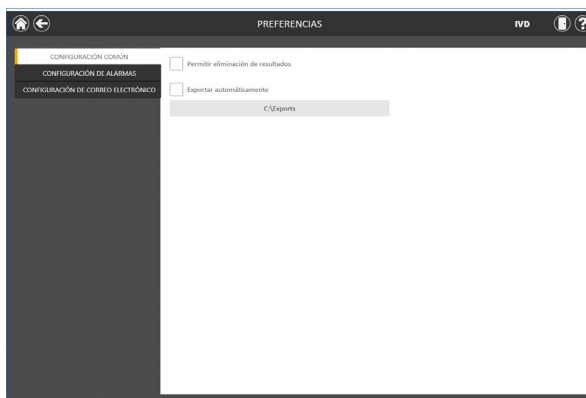 PREFERENCIAS
IVD
?
CONFIGURACIÓN COMÚN
CONFIGURACIÓN DE ALARMAS
CONFIGURACIÓN DE CORREO ELECTRÓNICO
Permitir eliminación de resultados
Exportar automáticamente
C:\Exports